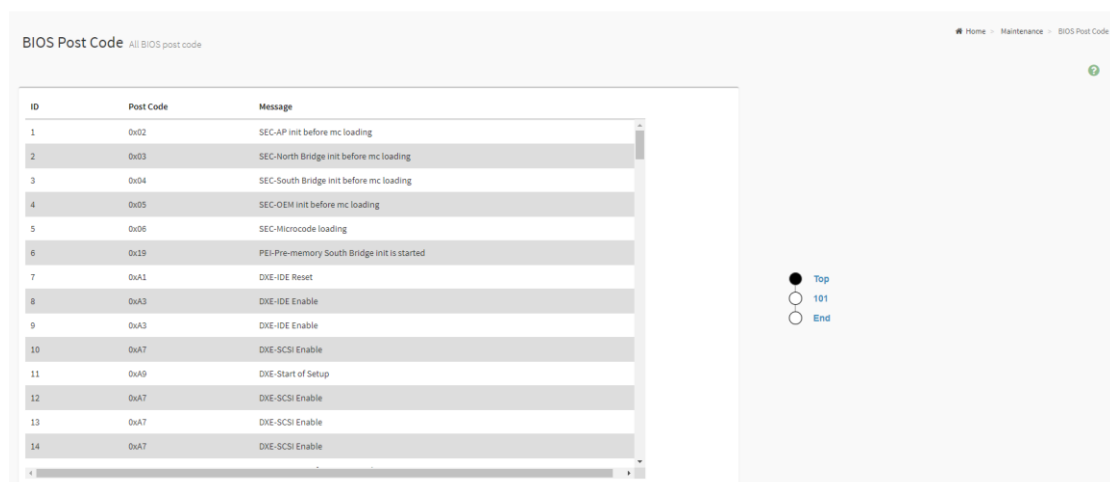 BIOS Post Code All BIOS post code
Home > Maintenance > BIOS Post Code
ID Post Code Message
1 0x02 SEC-AP init before mc loading
2 0x03 SEC-North Bridge init before mc loading
3 0x04 SEC-South Bridge init before mc loading
4 0x05 SEC-OEM init before mc loading
5 0x06 SEC-Microcode loading
6 0x19 PEI-Pre-memory South Bridge init is started
7 0xA1 DXE-IDE Reset
8 0xA3 DXE-IDE Enable
9 0xA3 DXE-IDE Enable
10 0xA7 DXE-SCSI Enable
11 0xA9 DXE-Start of Setup
12 0xA7 DXE-SCSI Enable
13 0xA7 DXE-SCSI Enable
14 0xA7 DXE-SCSI Enable
Top
101
End